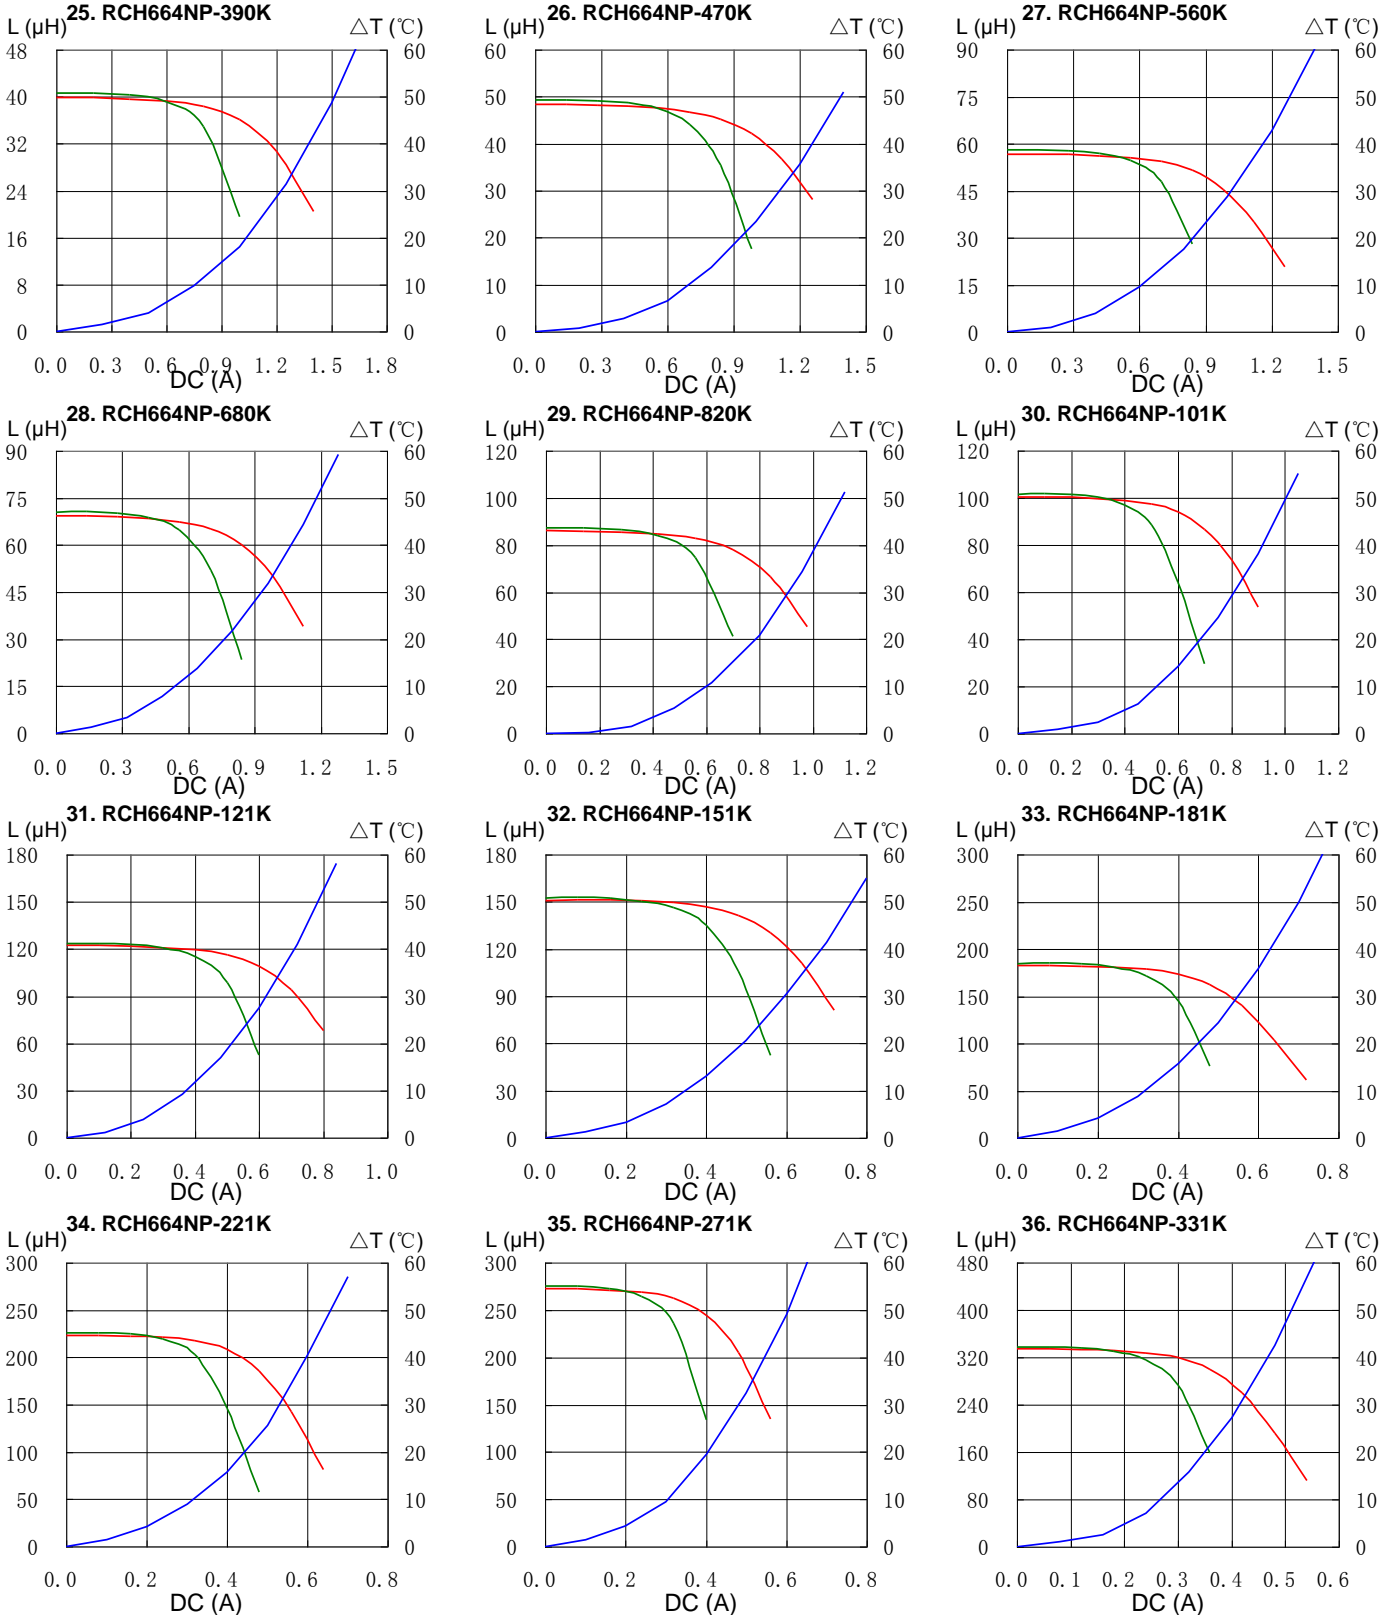 25. RCH664NP-390K
L (µH) △T (℃)
48 60
40 50
32 40
24 30
16 20
8 10
0 0
0.0 0.3 0.6 0.9 1.2 1.5 1.8
DC (A)
26. RCH664NP-470K
L (µH) △T (℃)
60 60
50 50
40 40
30 30
20 20
10 10
0 0
0.0 0.3 0.6 0.9 1.2 1.5
DC (A)
27. RCH664NP-560K
L (µH) △T (℃)
90 60
75 50
60 40
45 30
30 20
15 10
0 0
0.0 0.3 0.6 0.9 1.2 1.5
DC (A)
28. RCH664NP-680K
L (µH) △T (℃)
90 60
75 50
60 40
45 30
30 20
15 10
0 0
0.0 0.3 0.6 0.9 1.2 1.5
DC (A)
29. RCH664NP-820K
L (µH) △T (℃)
120 60
100 50
80 40
60 30
40 20
20 10
0 0
0.0 0.2 0.4 0.6 0.8 1.0 1.2
DC (A)
30. RCH664NP-101K
L (µH) △T (℃)
120 60
100 50
80 40
60 30
40 20
20 10
0 0
0.0 0.2 0.4 0.6 0.8 1.0 1.2
DC (A)
31. RCH664NP-121K
L (µH) △T (℃)
180 60
150 50
120 40
90 30
60 20
30 10
0 0
0.0 0.2 0.4 0.6 0.8 1.0
DC (A)
32. RCH664NP-151K
L (µH) △T (℃)
180 60
150 50
120 40
90 30
60 20
30 10
0 0
0.0 0.2 0.4 0.6 0.8
DC (A)
33. RCH664NP-181K
L (µH) △T (℃)
300 60
250 50
200 40
150 30
100 20
50 10
0 0
0.0 0.2 0.4 0.6 0.8
DC (A)
34. RCH664NP-221K
L (µH) △T (℃)
300 60
250 50
200 40
150 30
100 20
50 10
0 0
0.0 0.2 0.4 0.6 0.8
DC (A)
35. RCH664NP-271K
L (µH) △T (℃)
300 60
250 50
200 40
150 30
100 20
50 10
0 0
0.0 0.2 0.4 0.6 0.8
DC (A)
36. RCH664NP-331K
L (µH) △T (℃)
480 60
400 50
320 40
240 30
160 20
80 10
0 0
0.0 0.1 0.2 0.3 0.4 0.5 0.6
DC (A)